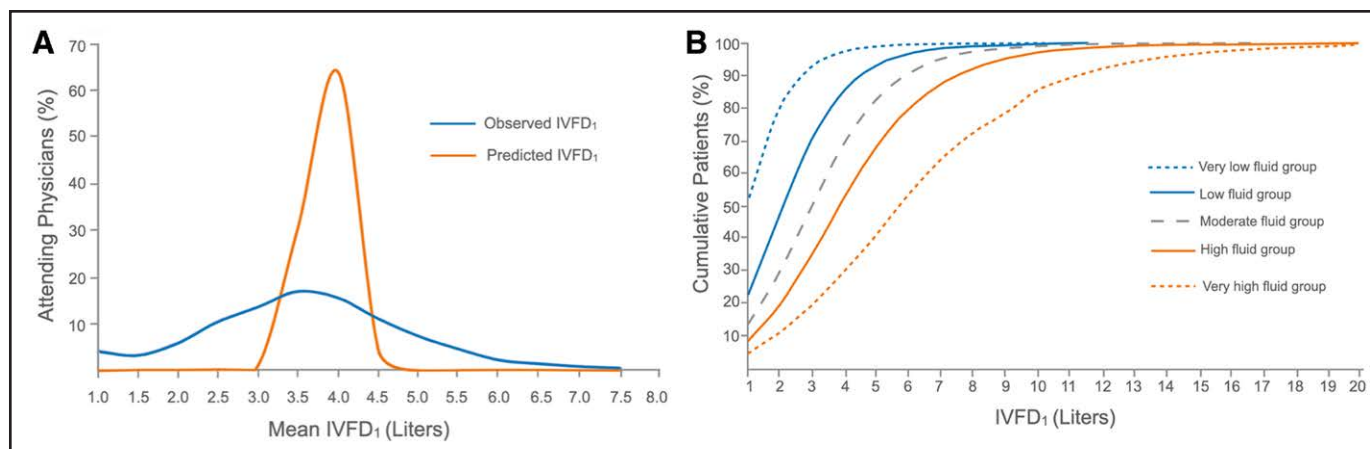 A
70
60
50
40
30
20
10
Attending Physicians (%)
Observed IVFD₁
Predicted IVFD₁
1.0 1.5 2.0 2.5 3.0 3.5 4.0 4.5 5.0 5.5 6.0 6.5 7.0 7.5 8.0
Mean IVFD₁ (Liters)
B
100
90
80
70
60
50
40
30
20
10
Cumulative Patients (%)
Very low fluid group
Low fluid group
Moderate fluid group
High fluid group
Very high fluid group
1 2 3 4 5 6 7 8 9 10 11 12 13 14 15 16 17 18 19 20
IVFD₁ (Liters)